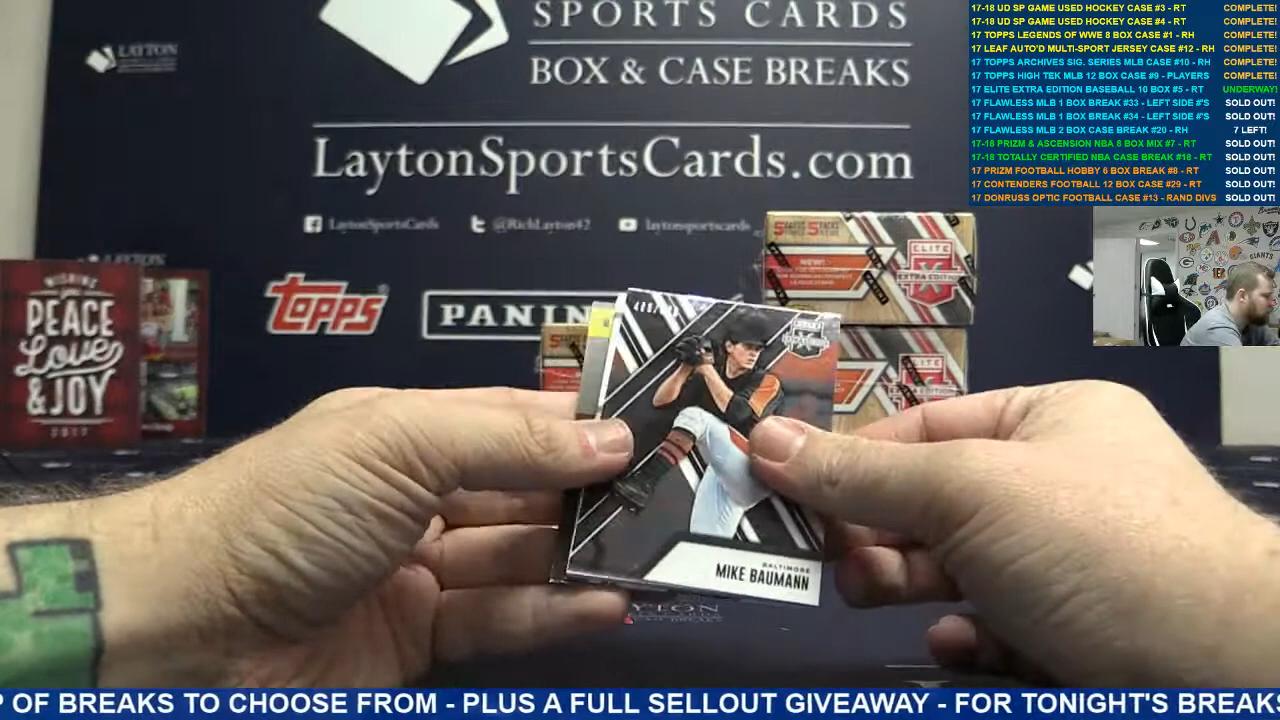 SPORTS CARDS
BOX & CASE BREAKS
LaytonSportsCards.com
LaytonSportsCards
@RichLayton42
laytonsportscards
LAYTON
17-18 UD SP GAME USED HOCKEY CASE #3 - RT COMPLETE!
17-18 UD SP GAME USED HOCKEY CASE #4 - RT COMPLETE!
17 TOPPS LEGENDS OF WWE 8 BOX CASE #1 - RH COMPLETE!
17 LEAF AUTO'D MULTI-SPORT JERSEY CASE #12 - RH COMPLETE!
17 TOPPS ARCHIVES SIG. SERIES MLB CASE #10 - RH COMPLETE!
17 TOPPS HIGH TEK MLB 12 BOX CASE #9 - PLAYERS COMPLETE!
17 ELITE EXTRA EDITION BASEBALL 10 BOX #5 - RT UNDERWAY!
17 FLAWLESS MLB 1 BOX BREAK #33 - LEFT SIDE #'S SOLD OUT!
17 FLAWLESS MLB 1 BOX BREAK #34 - LEFT SIDE #'S SOLD OUT!
17 FLAWLESS MLB 2 BOX CASE BREAK #20 - RH 7 LEFT!
17-18 PRIZM & ASCENSION NBA 8 BOX MIX #7 - RT SOLD OUT!
17-18 TOTALLY CERTIFIED NBA CASE BREAK #18 - RT SOLD OUT!
17 PRIZM FOOTBALL HOBBY 6 BOX BREAK #8 - RT SOLD OUT!
17 CONTENDERS FOOTBALL 12 BOX CASE #29 - RT SOLD OUT!
17 DONRUSS OPTIC FOOTBALL CASE #13 - RAND DIVS SOLD OUT!
GIANTS
WISHING
PEACE
Love
& JOY
2017
TOPPS
PANIN
NEW!
ELITE
EXTRA EDITION
ELITE
BALTIMORE
MIKE BAUMANN
P OF BREAKS TO CHOOSE FROM - PLUS A FULL SELLOUT GIVEAWAY - FOR TONIGHT'S BREAKS